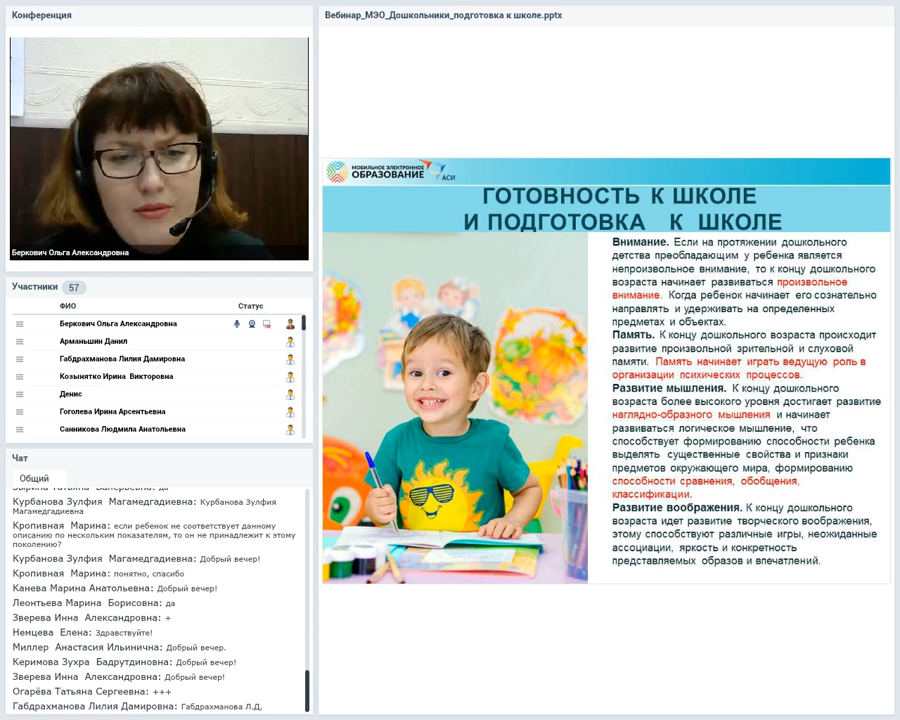 Конференция
Беркович Ольга Александровна
Участники 57
ФИО Статус
Беркович Ольга Александровна
Арманьшин Данил
Габдрахманова Лилия Дамировна
Козынятко Ирина Викторовна
Денис
Гоголева Ирина Арсентьевна
Санникова Людмила Анатольевна
Чат
Общий
Курбанова Зулфия Магамедгадиевна: Курбанова Зулфия
Магамедгадиевна
Кропивная Марина: если ребенок не соответствует данному
описанию по нескольким показателям, то он не принадлежит к этому
поколению?
Курбанова Зулфия Магамедгадиевна: Добрый вечер!
Кропивная Марина: понятно, спасибо
Канева Марина Анатольевна: Добрый вечер!
Леонтьева Марина Борисовна: да
Зверева Инна Александровна: +
Немцева Елена: Здравствуйте!
Миллер Анастасия Ильинична: Добрый вечер.
Керимова Зухра Бадрутдиновна: Добрый вечер!
Зверева Инна Александровна: Добрый вечер!
Огарёва Татьяна Сергеевна: +++
Габдрахманова Лилия Дамировна: Габдрахманова Л.Д,
Вебинар_МЭО_Дошкольники_подготовка к школе.pptx
МОБИЛЬНОЕ ЭЛЕКТРОННОЕ
ОБРАЗОВАНИЕ
АСИ
ГОТОВНОСТЬ К ШКОЛЕ
И ПОДГОТОВКА К ШКОЛЕ
Внимание. Если на протяжении дошкольного
детства преобладающим у ребенка является
непроизвольное внимание, то к концу дошкольного
возраста начинает развиваться произвольное
внимание. Когда ребенок начинает его сознательно
направлять и удерживать на определенных
предметах и объектах.
Память. К концу дошкольного возраста происходит
развитие произвольной зрительной и слуховой
памяти. Память начинает играть ведущую роль в
организации психических процессов.
Развитие мышления. К концу дошкольного
возраста более высокого уровня достигает развитие
наглядно-образного мышления и начинает
развиваться логическое мышление, что
способствует формированию способности ребенка
выделять существенные свойства и признаки
предметов окружающего мира, формированию
способности сравнения, обобщения,
классификации.
Развитие воображения. К концу дошкольного
возраста идет развитие творческого воображения,
этому способствуют различные игры, неожиданные
ассоциации, яркость и конкретность
представляемых образов и впечатлений.